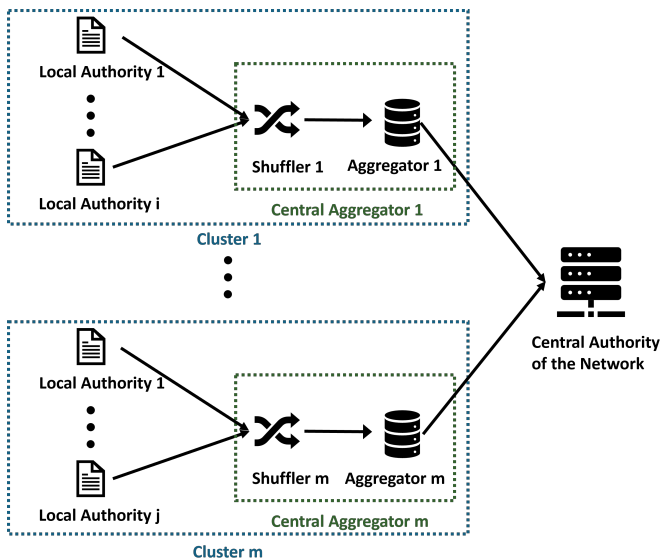 Local Authority 1
Local Authority i
Shuffler 1
Aggregator 1
Central Aggregator 1
Cluster 1
Central Authority
of the Network
Local Authority 1
Local Authority j
Shuffler m
Aggregator m
Central Aggregator m
Cluster m